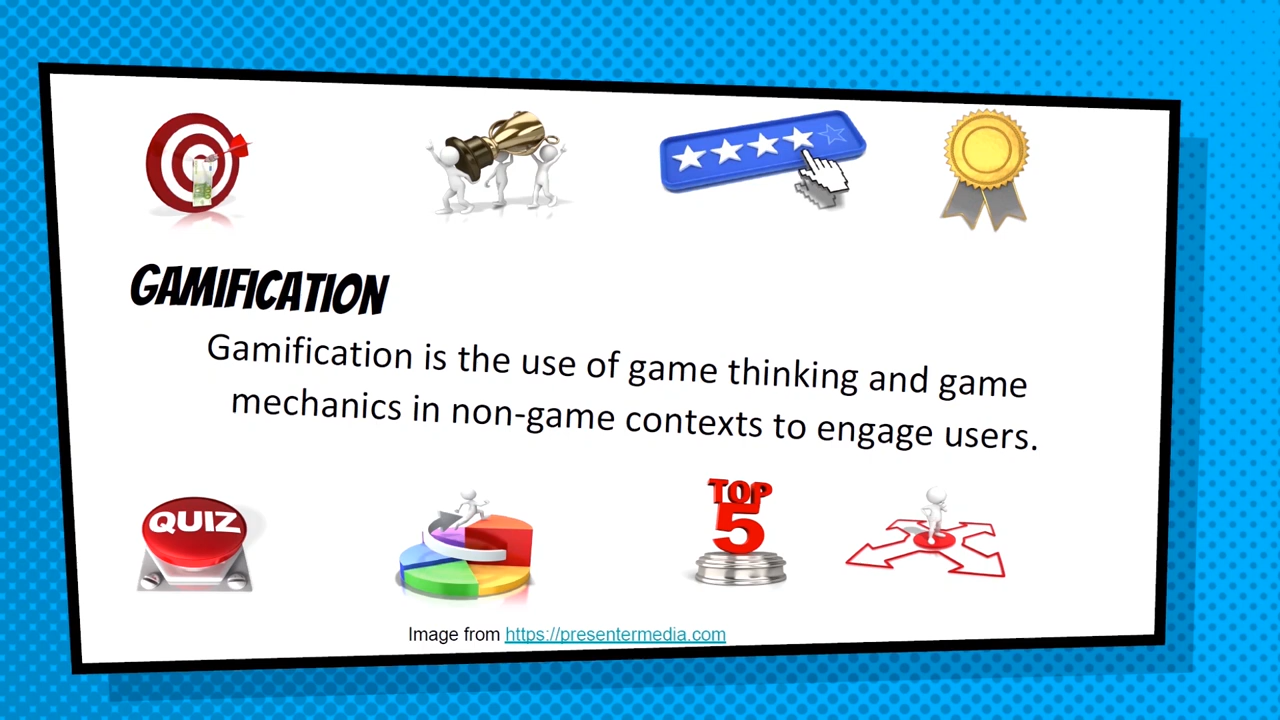 GAMIFICATION
Gamification is the use of game thinking and game
mechanics in non-game contexts to engage users.
QUIZ
TOP
5
Image from https://presentermedia.com